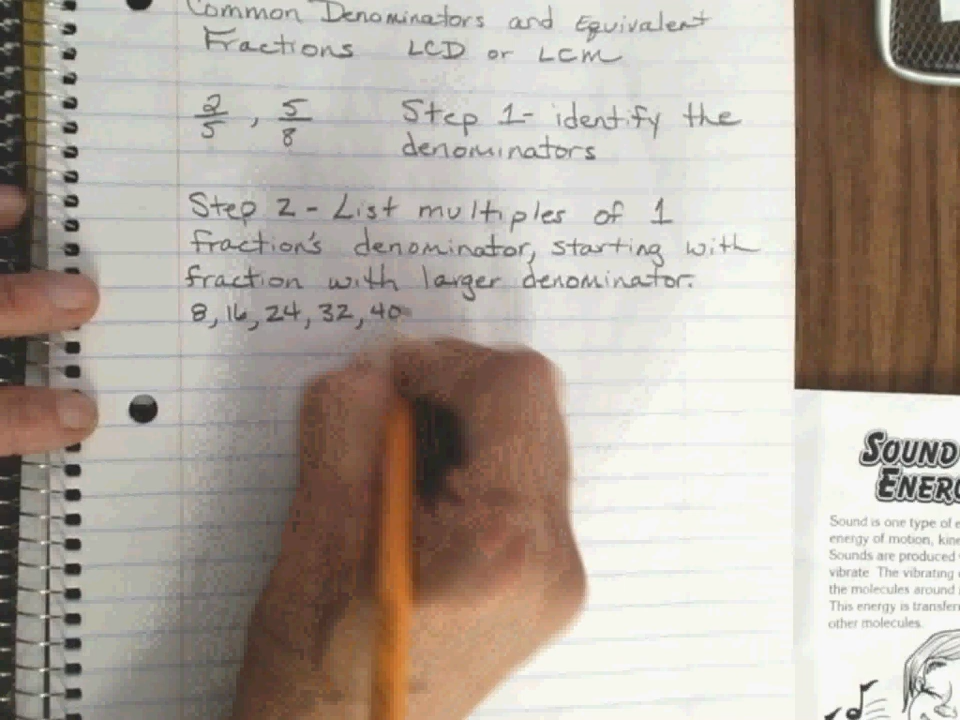 Common Denominators and Equivalent
Fractions LCD or LCM
2/5 , 5/8 Step 1- identify the
denominators
Step 2 - List multiples of 1
fraction's denominator, starting with
fraction with larger denominator.
8, 16, 24, 32, 40
SOUND
Sound is one type of
energy of motion,
Sounds are produced
vibrate. The vibrating
the molecules around
This energy is
other molecules.